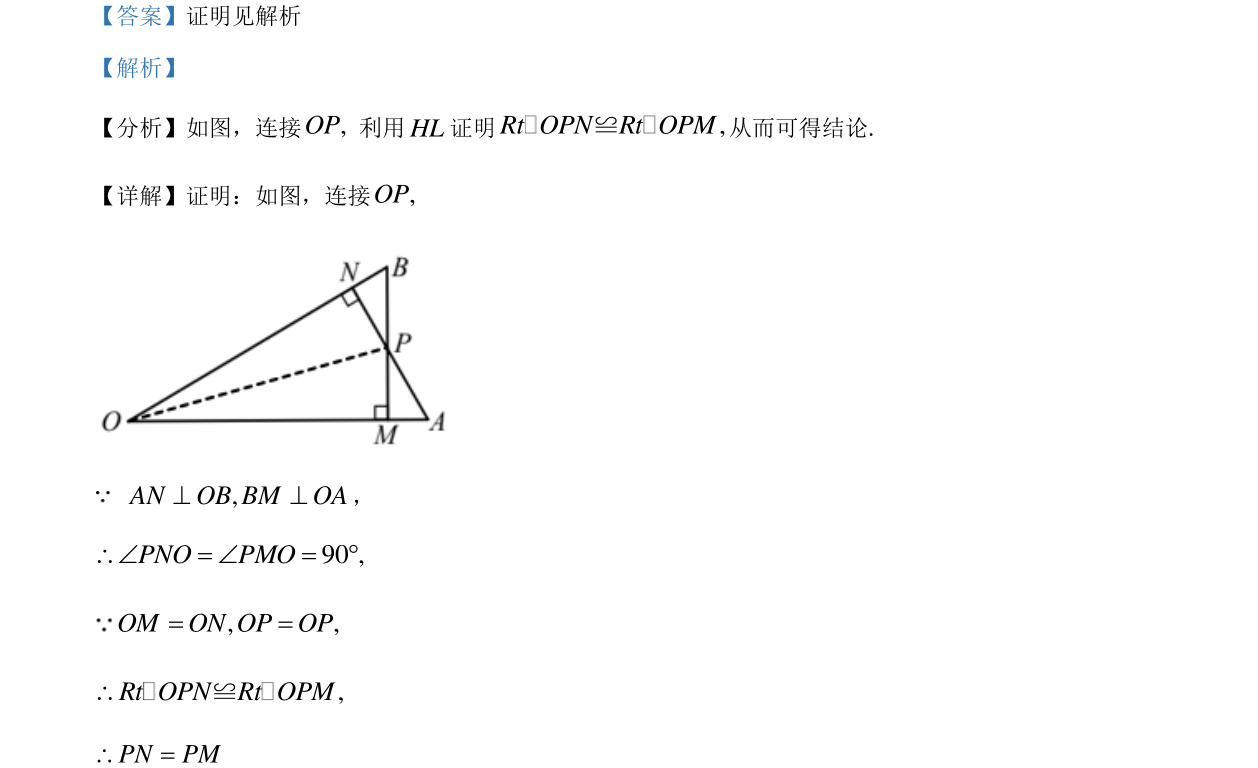 【答案】证明见解析
【解析】
【分析】如图，连接OP, 利用HL证明Rt□OPN≌Rt□OPM,从而可得结论.
【详解】证明：如图，连接OP,
N B
P
O M A
∵ AN⊥OB,BM⊥OA，
∴∠PNO=∠PMO=90°,
∵OM=ON,OP=OP,
∴Rt□OPN≌Rt□OPM,
∴PN=PM